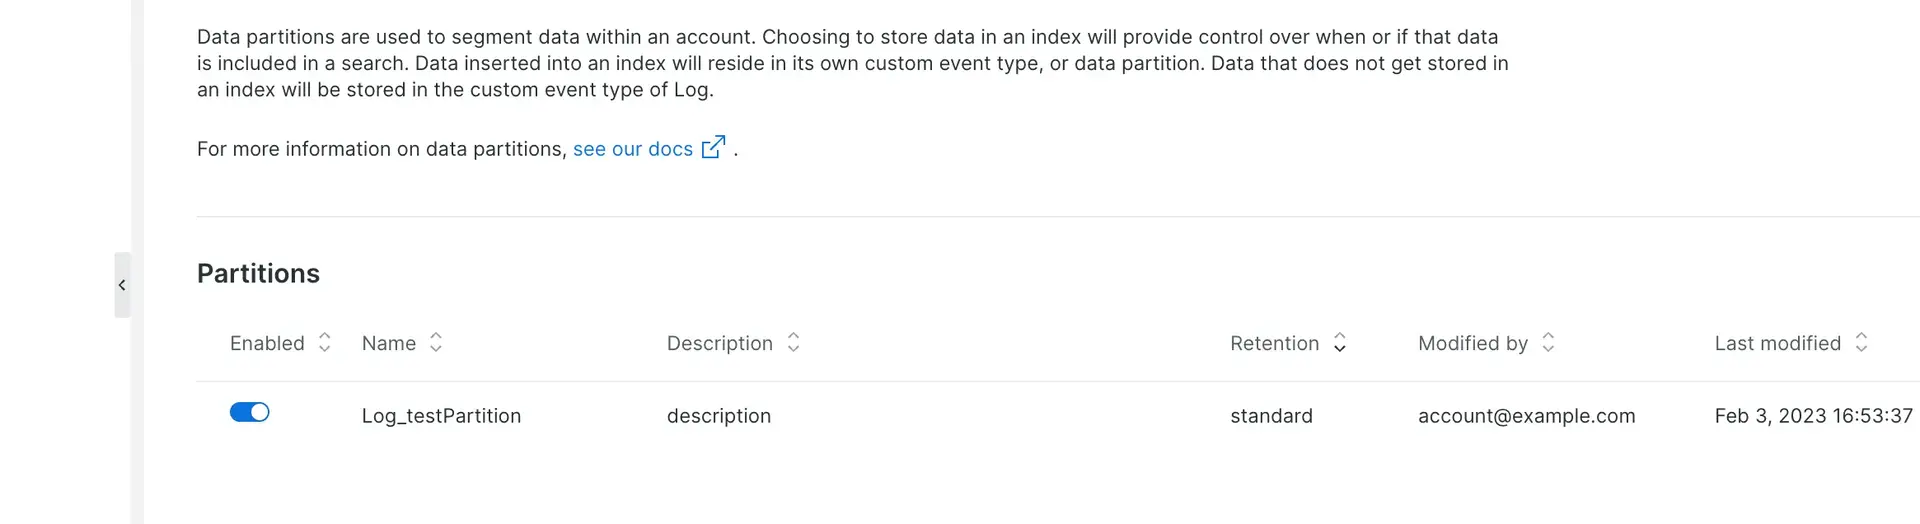 Data partitions are used to segment data within an account. Choosing to store data in an index will provide control over when or if that data
is included in a search. Data inserted into an index will reside in its own custom event type, or data partition. Data that does not get stored in
an index will be stored in the custom event type of Log.
For more information on data partitions, see our docs .
Partitions
Enabled Name Description Retention Modified by Last modified
Log_testPartition description standard account@example.com Feb 3, 2023 16:53:37